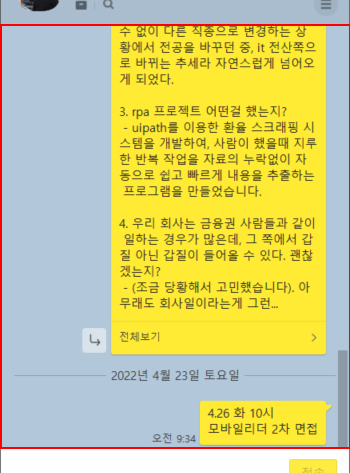 수 없이 다른 직종으로 변경하는 상
황에서 전공을 바꾸던 중, it 전산쪽으
로 바뀌는 추세라 자연스럽게 넘어오
게 되었다.
3. rpa 프로젝트 어떤걸 했는지?
- uipath를 이용한 환율 스크래핑 시
스템을 개발하여, 사람이 했을때 지루
한 반복 작업을 자료의 누락없이 자
동으로 쉽고 빠르게 내용을 추출하는
프로그램을 만들었습니다.
4. 우리 회사는 금융권 사람들과 같이
일하는 경우가 많은데, 그 쪽에서 갑
질 아닌 갑질이 들어올 수 있다. 괜찮
겠는지?
- (조금 당황해서 고민했습니다). 아
무래도 회사일이라는게 그런...
전체보기
2022년 4월 23일 토요일
4.26 화 10시
모바일리더 2차 면접
오전 9:34
전송